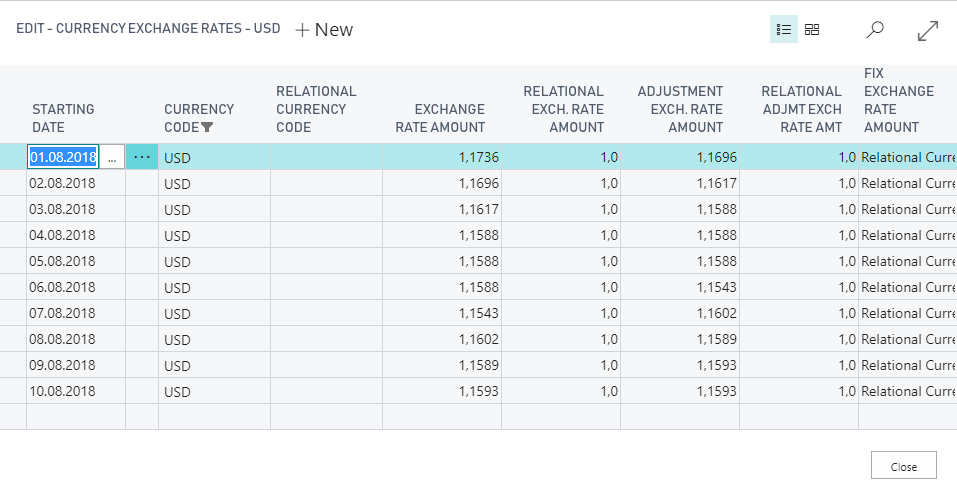 EDIT - CURRENCY EXCHANGE RATES - USD + New
STARTING DATE CURRENCY CODE RELATIONAL CURRENCY CODE EXCHANGE RATE AMOUNT RELATIONAL EXCH. RATE AMOUNT ADJUSTMENT EXCH. RATE AMOUNT RELATIONAL ADJMT EXCH RATE AMT FIX EXCHANGE RATE AMOUNT
01.08.2018 ... ... USD 1,1736 1,0 1,1696 1,0 Relational Curre
02.08.2018 USD 1,1696 1,0 1,1617 1,0 Relational Curre
03.08.2018 USD 1,1617 1,0 1,1588 1,0 Relational Curre
04.08.2018 USD 1,1588 1,0 1,1588 1,0 Relational Curre
05.08.2018 USD 1,1588 1,0 1,1588 1,0 Relational Curre
06.08.2018 USD 1,1588 1,0 1,1543 1,0 Relational Curre
07.08.2018 USD 1,1543 1,0 1,1602 1,0 Relational Curre
08.08.2018 USD 1,1602 1,0 1,1589 1,0 Relational Curre
09.08.2018 USD 1,1589 1,0 1,1593 1,0 Relational Curre
10.08.2018 USD 1,1593 1,0 1,1593 1,0 Relational Curre
Close